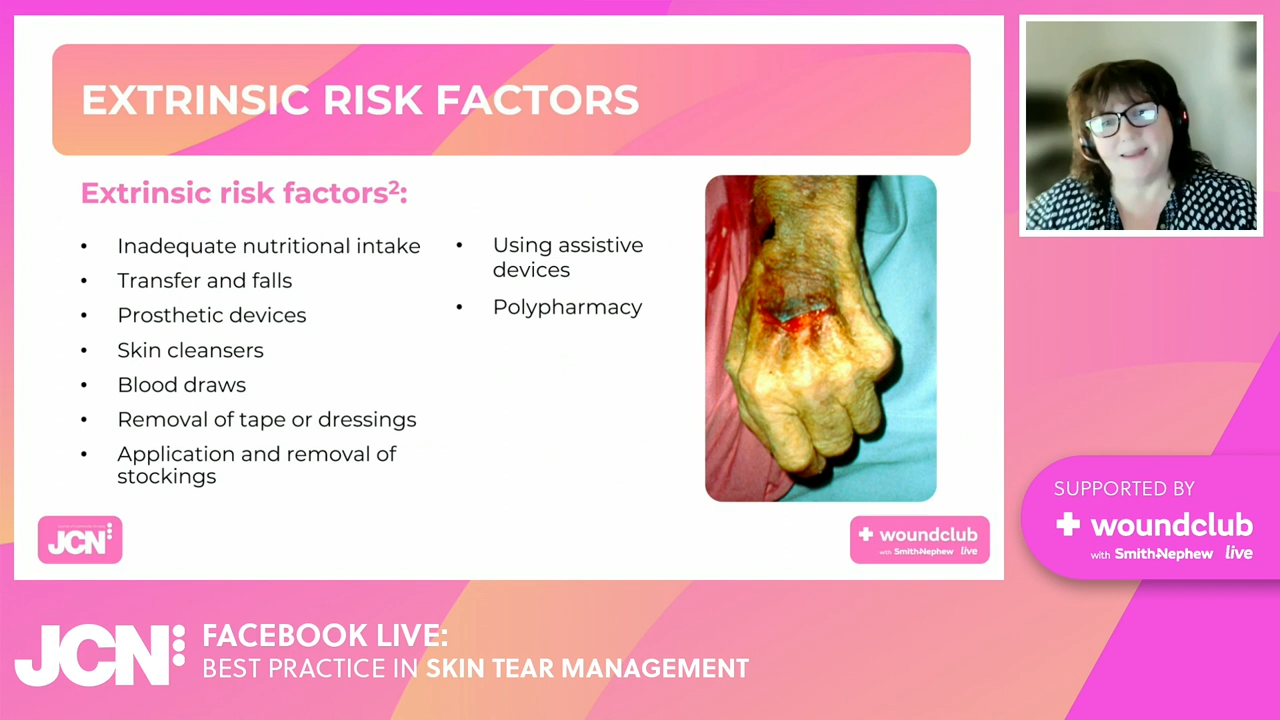 EXTRINSIC RISK FACTORS
Extrinsic risk factors²:
• Inadequate nutritional intake
• Transfer and falls
• Prosthetic devices
• Skin cleansers
• Blood draws
• Removal of tape or dressings
• Application and removal of
stockings
• Using assistive
devices
• Polypharmacy
JCN
woundclub
with Smith+Nephew live
SUPPORTED BY
woundclub
with Smith+Nephew live
JCN
FACEBOOK LIVE:
BEST PRACTICE IN SKIN TEAR MANAGEMENT